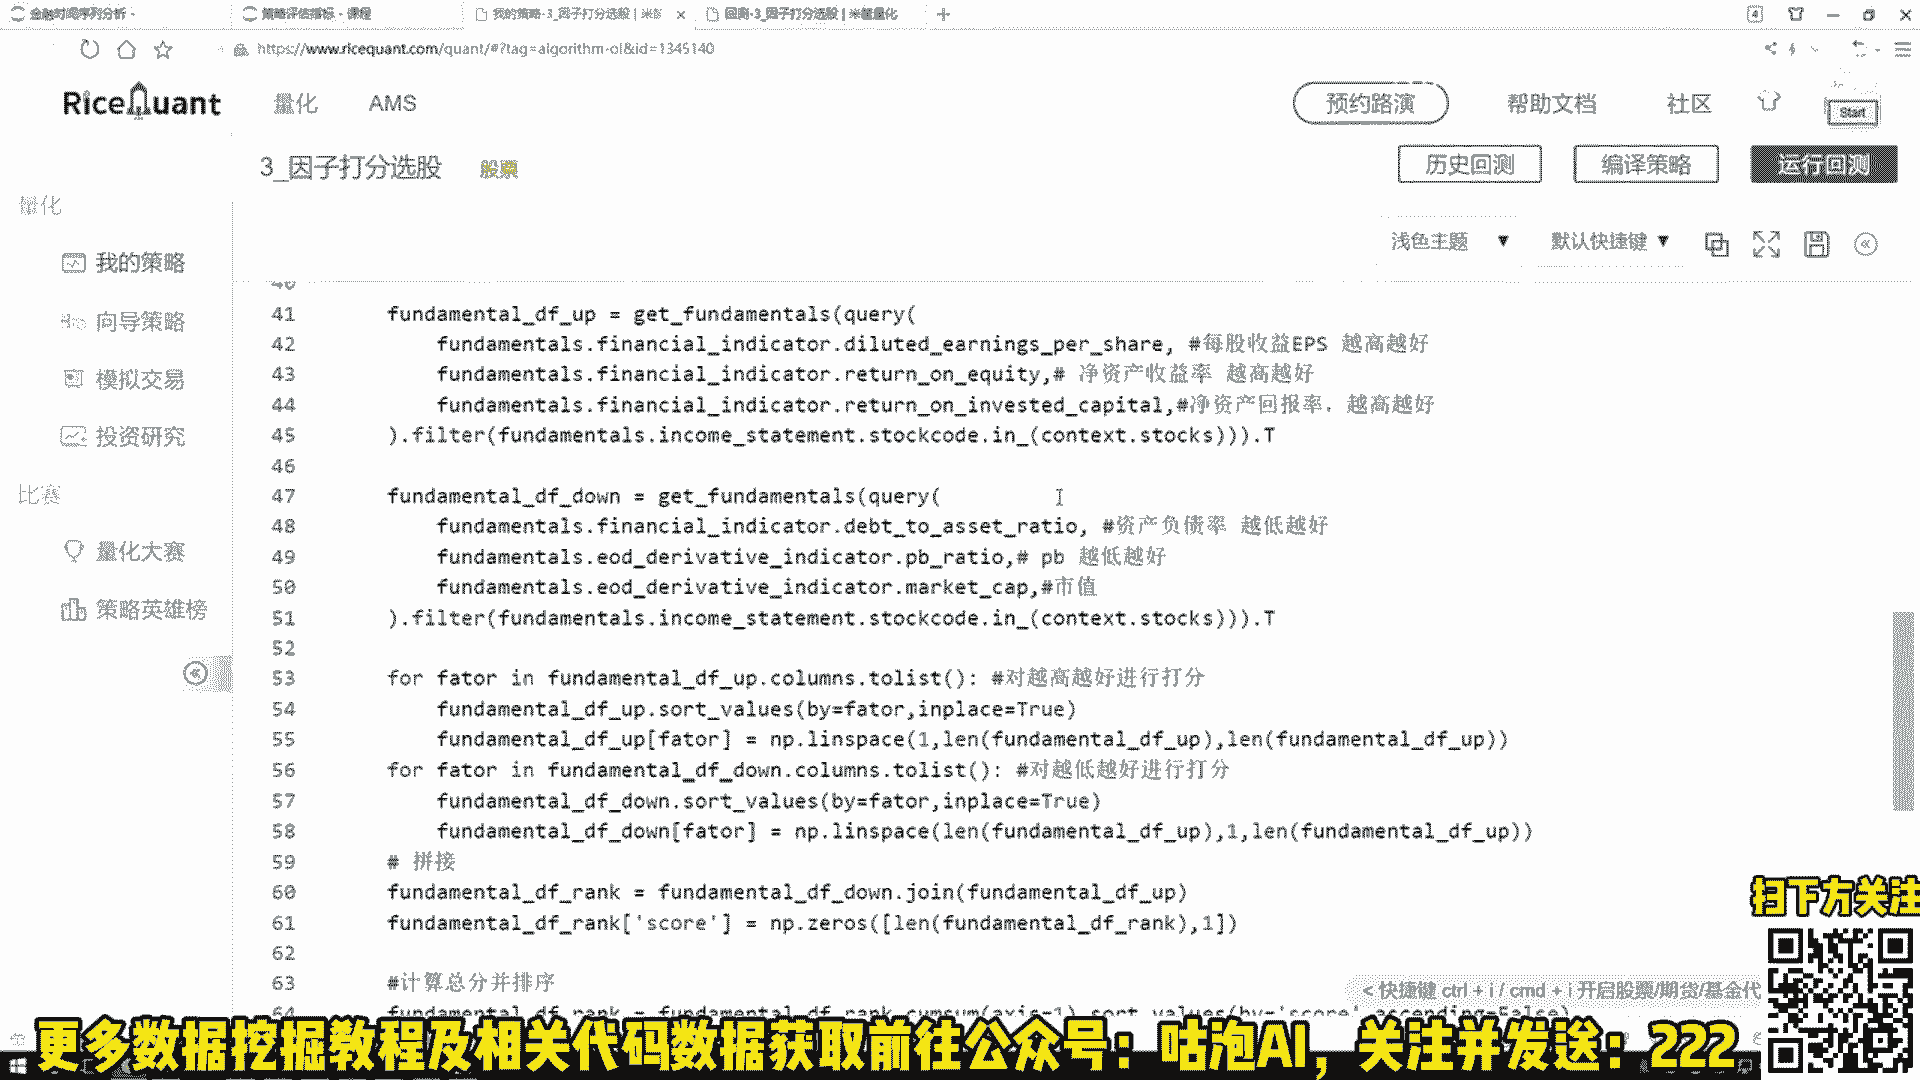 金融时间序列分析 -
策略评估指标 - 课程
我的策略-3_因子打分选股 | 米筐
回测-3_因子打分选股 | 米筐量化
4
https://www.ricequant.com/quant/#?tag=algorithm-ol&id=1345140
RiceQuant
量化
AMS
预约路演
帮助文档
社区
Start
3_因子打分选股
股票
历史回测
编译策略
运行回测
量化
我的策略
向导策略
模拟交易
投资研究
比赛
量化大赛
策略英雄榜
浅色主题
默认快捷键
40
41 fundamental_df_up = get_fundamentals(query(
42 fundamentals.financial_indicator.diluted_earnings_per_share, #每股收益EPS 越高越好
43 fundamentals.financial_indicator.return_on_equity,# 净资产收益率 越高越好
44 fundamentals.financial_indicator.return_on_invested_capital,#净资产回报率，越高越好
45 ).filter(fundamentals.income_statement.stockcode.in_(context.stocks))).T
46
47 fundamental_df_down = get_fundamentals(query(
48 fundamentals.financial_indicator.debt_to_asset_ratio, #资产负债率 越低越好
49 fundamentals.eod_derivative_indicator.pb_ratio,# pb 越低越好
50 fundamentals.eod_derivative_indicator.market_cap,#市值
51 ).filter(fundamentals.income_statement.stockcode.in_(context.stocks))).T
52
53 for fator in fundamental_df_up.columns.tolist(): #对越高越好进行打分
54 fundamental_df_up.sort_values(by=fator,inplace=True)
55 fundamental_df_up[fator] = np.linspace(1,len(fundamental_df_up),len(fundamental_df_up))
56 for fator in fundamental_df_down.columns.tolist(): #对越低越好进行打分
57 fundamental_df_down.sort_values(by=fator,inplace=True)
58 fundamental_df_down[fator] = np.linspace(len(fundamental_df_up),1,len(fundamental_df_up))
59 # 拼接
60 fundamental_df_rank = fundamental_df_down.join(fundamental_df_up)
61 fundamental_df_rank['score'] = np.zeros([len(fundamental_df_rank),1])
62
63 #计算总分并排序
64 fundamental_df_rank = fundamental_df_rank.cumsum(axis=1).sort_values(by='score',ascending=False)
< 快捷键 ctrl + i / cmd + i 开启股票/期货/基金代
扫下方关注
更多数据挖掘教程及相关代码数据获取前往公众号：咕泡AI，关注并发送：222